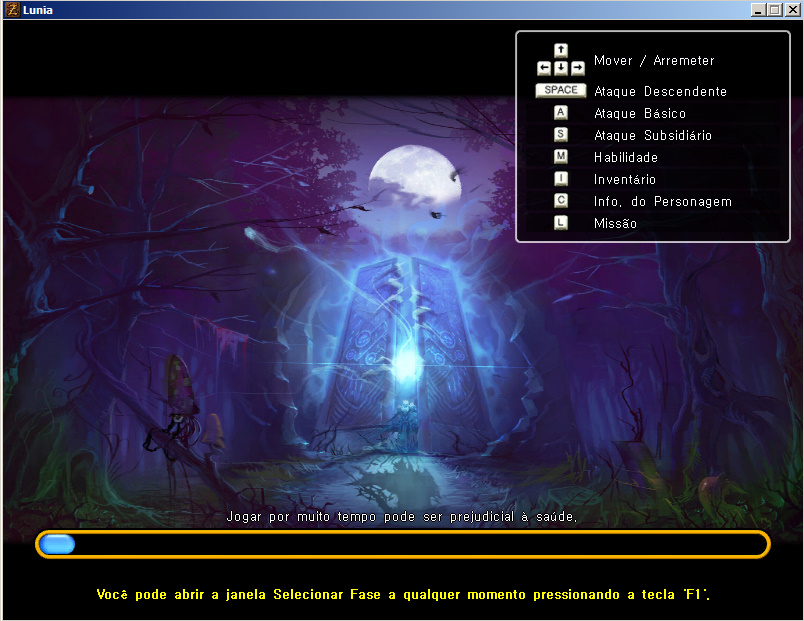 Lunia
Mover / Arremeter
SPACE Ataque Descendente
A Ataque Básico
S Ataque Subsidiário
M Habilidade
I Inventário
C Info. do Personagem
L Missão
Jogar por muito tempo pode ser prejudicial à saúde.
Você pode abrir a janela Selecionar Fase a qualquer momento pressionando a tecla 'F1'.